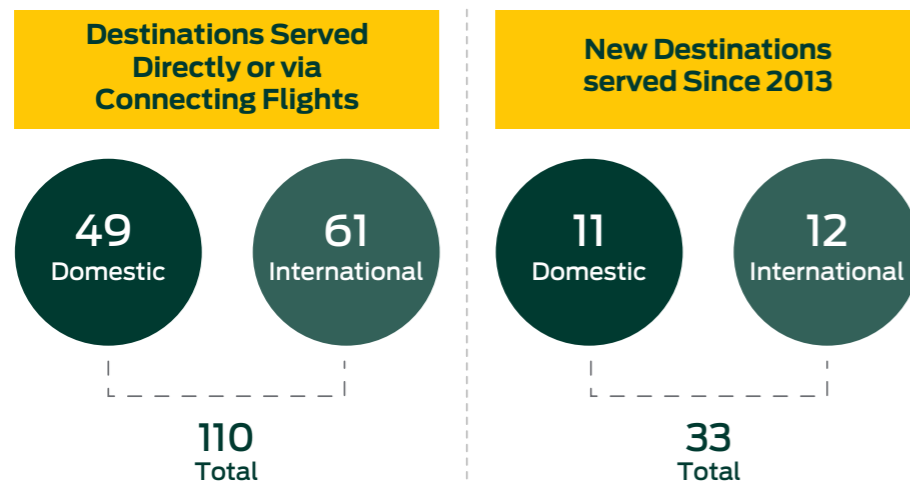 Destinations Served
Directly or via
Connecting Flights
49
Domestic
61
International
110
Total
New Destinations
served Since 2013
11
Domestic
12
International
33
Total